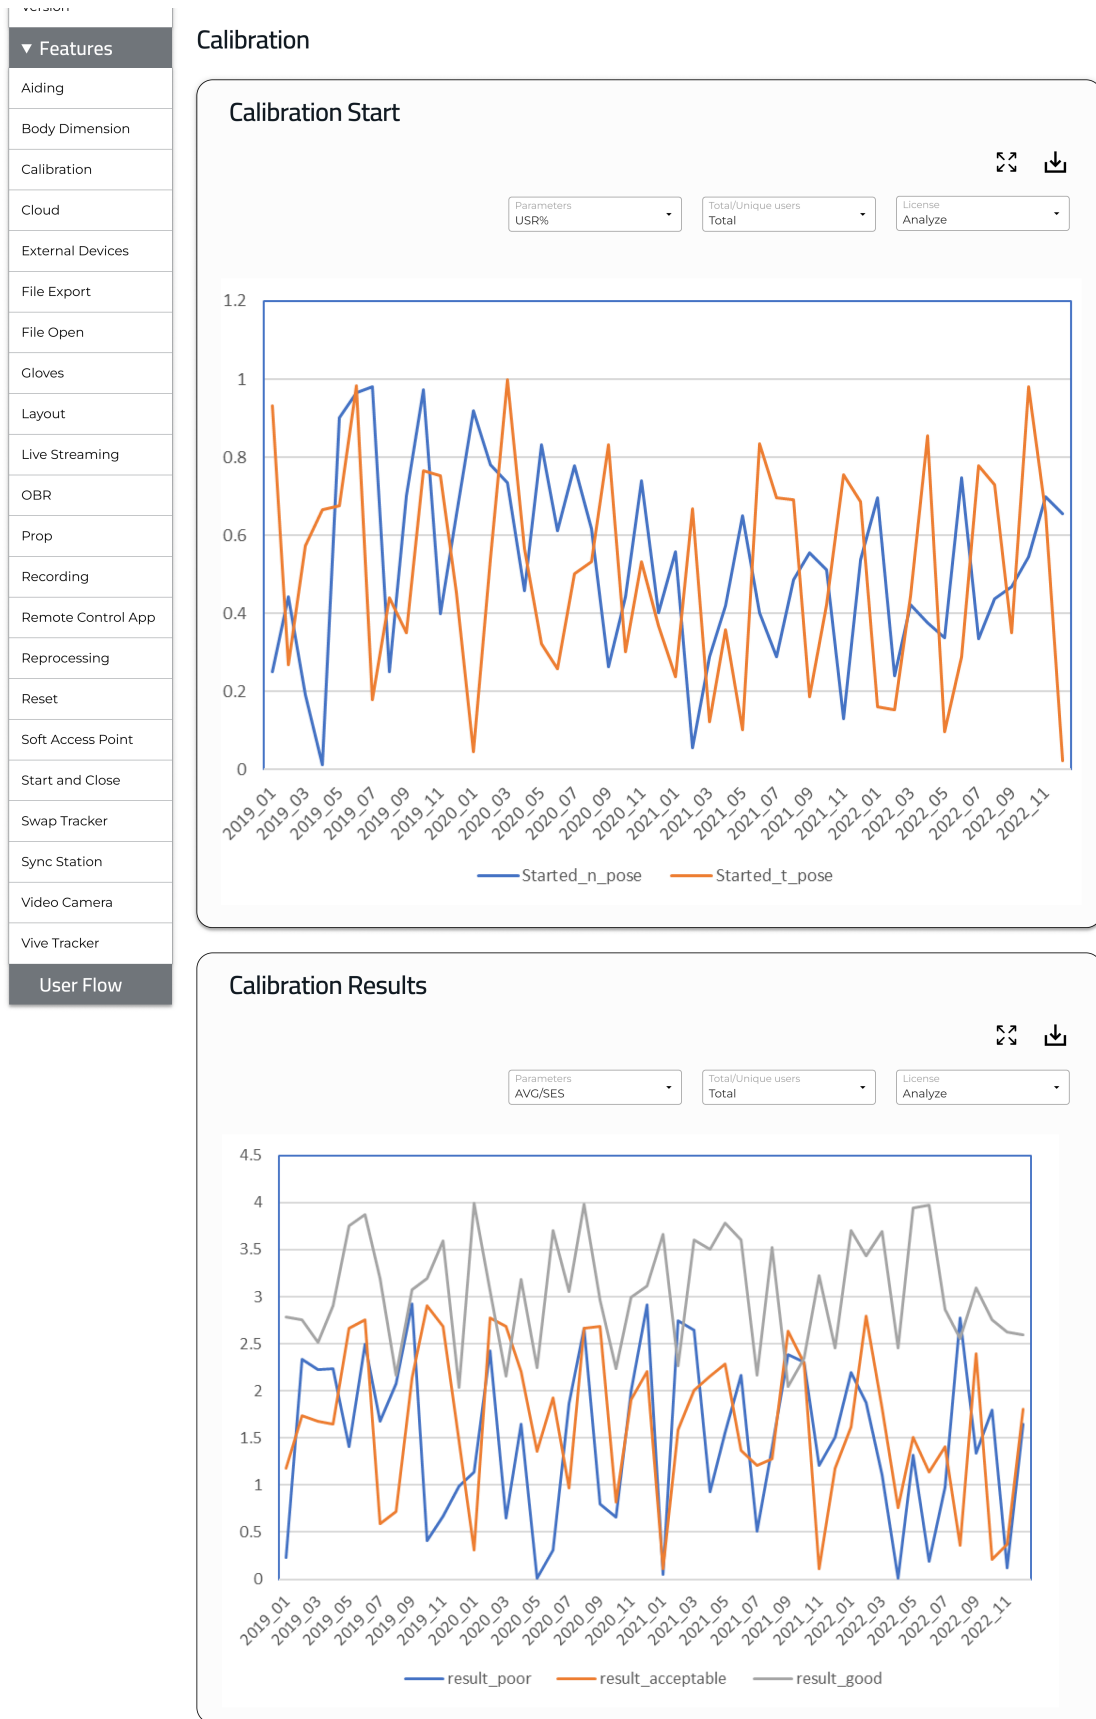 Version
▼ Features
Aiding
Body Dimension
Calibration
Cloud
External Devices
File Export
File Open
Gloves
Layout
Live Streaming
OBR
Prop
Recording
Remote Control App
Reprocessing
Reset
Soft Access Point
Start and Close
Swap Tracker
Sync Station
Video Camera
Vive Tracker
User Flow
Calibration
Calibration Start
Parameters
USR%
Total/Unique users
Total
License
Analyze
1.2
1
0.8
0.6
0.4
0.2
0
2019_01
2019_03
2019_05
2019_07
2019_09
2019_11
2020_01
2020_03
2020_05
2020_07
2020_09
2020_11
2021_01
2021_03
2021_05
2021_07
2021_09
2021_11
2022_01
2022_03
2022_05
2022_07
2022_09
2022_11
Started_n_pose
Started_t_pose
Calibration Results
Parameters
AVG/SES
Total/Unique users
Total
License
Analyze
4.5
4
3.5
3
2.5
2
1.5
1
0.5
0
2019_01
2019_03
2019_05
2019_07
2019_09
2019_11
2020_01
2020_03
2020_05
2020_07
2020_09
2020_11
2021_01
2021_03
2021_05
2021_07
2021_09
2021_11
2022_01
2022_03
2022_05
2022_07
2022_09
2022_11
result_poor
result_acceptable
result_good